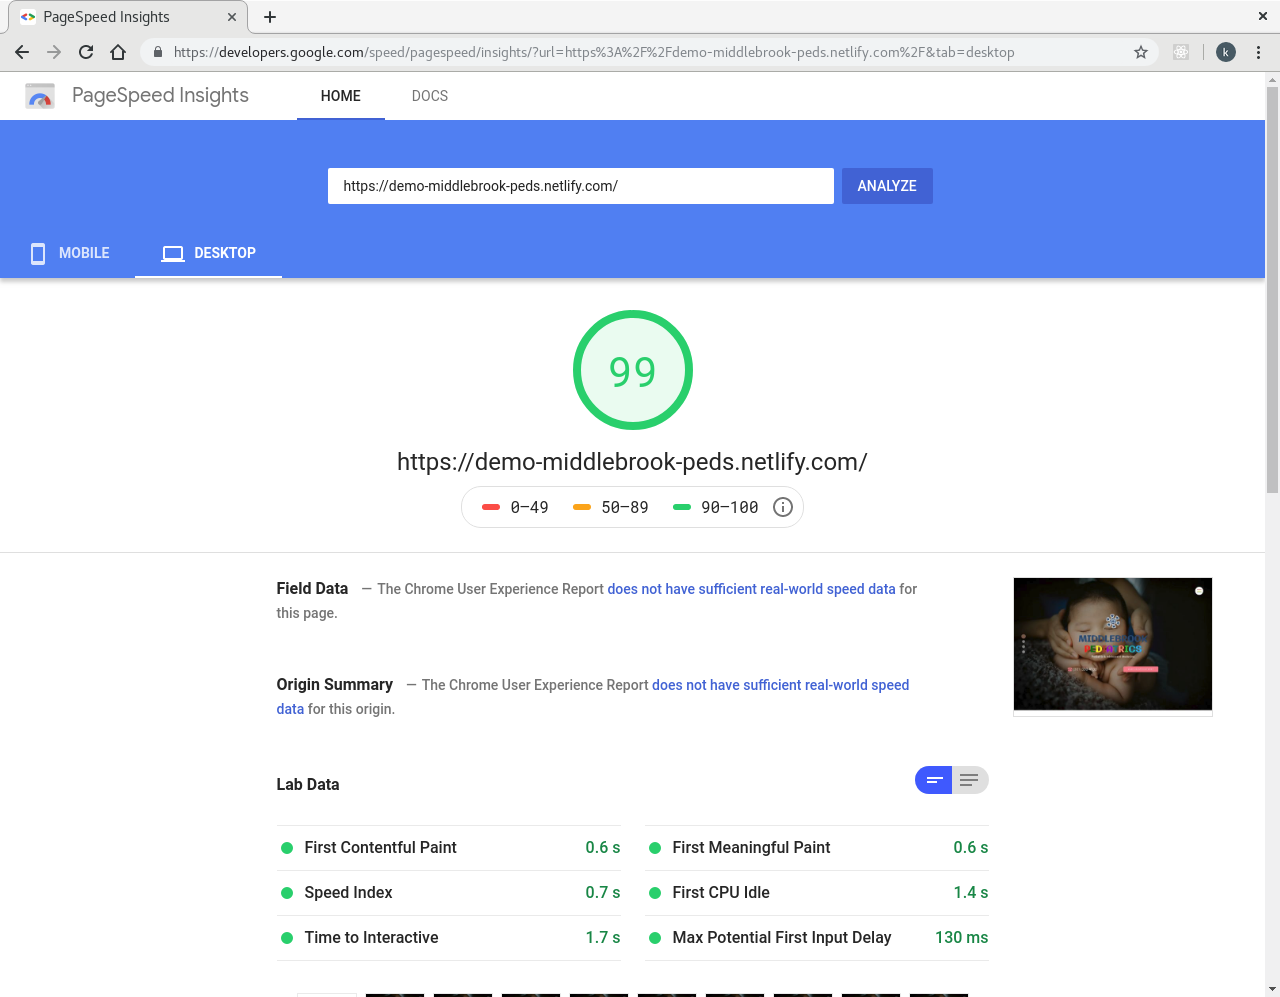 PageSpeed Insights
https://developers.google.com/speed/pagespeed/insights/?url=https%3A%2F%2Fdemo-middlebrook-peds.netlify.com%2F&tab=desktop
k
PageSpeed Insights
HOME
DOCS
https://demo-middlebrook-peds.netlify.com/
ANALYZE
MOBILE
DESKTOP
99
https://demo-middlebrook-peds.netlify.com/
0–49
50–89
90–100
Field Data — The Chrome User Experience Report does not have sufficient real-world speed data for
this page.
MIDDLEBROOK
PEDIATRICS
Origin Summary — The Chrome User Experience Report does not have sufficient real-world speed
data for this origin.
Lab Data
First Contentful Paint 0.6 s
First Meaningful Paint 0.6 s
Speed Index 0.7 s
First CPU Idle 1.4 s
Time to Interactive 1.7 s
Max Potential First Input Delay 130 ms